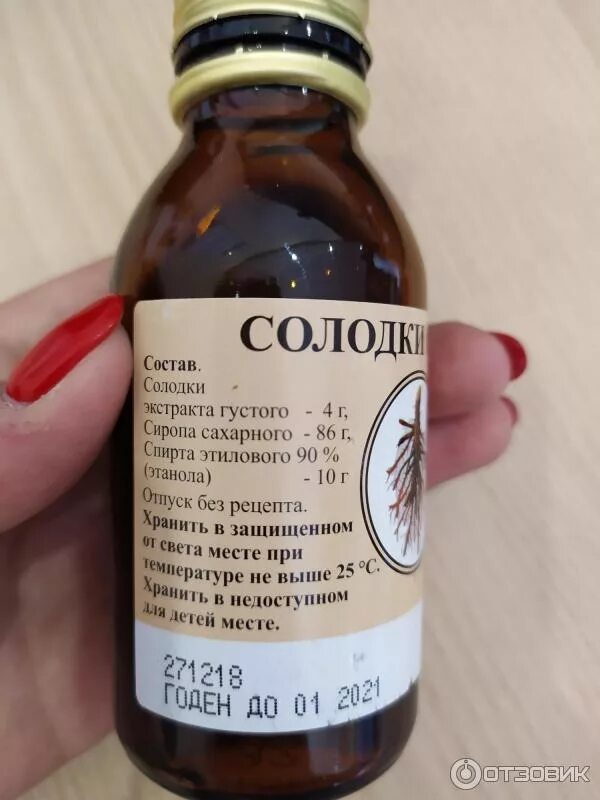 СОЛОДКИ
Состав.
Солодки
экстракта густого - 4 г,
Сиропа сахарного - 86 г,
Спирта этилового 90 %
(этанола) - 10 г
Отпуск без рецепта.
Хранить в защищенном
от света месте при
температуре не выше 25 °С.
Хранить в недоступном
для детей месте.
271218
ГОДЕН ДО 01 2021
ОТЗОВИК